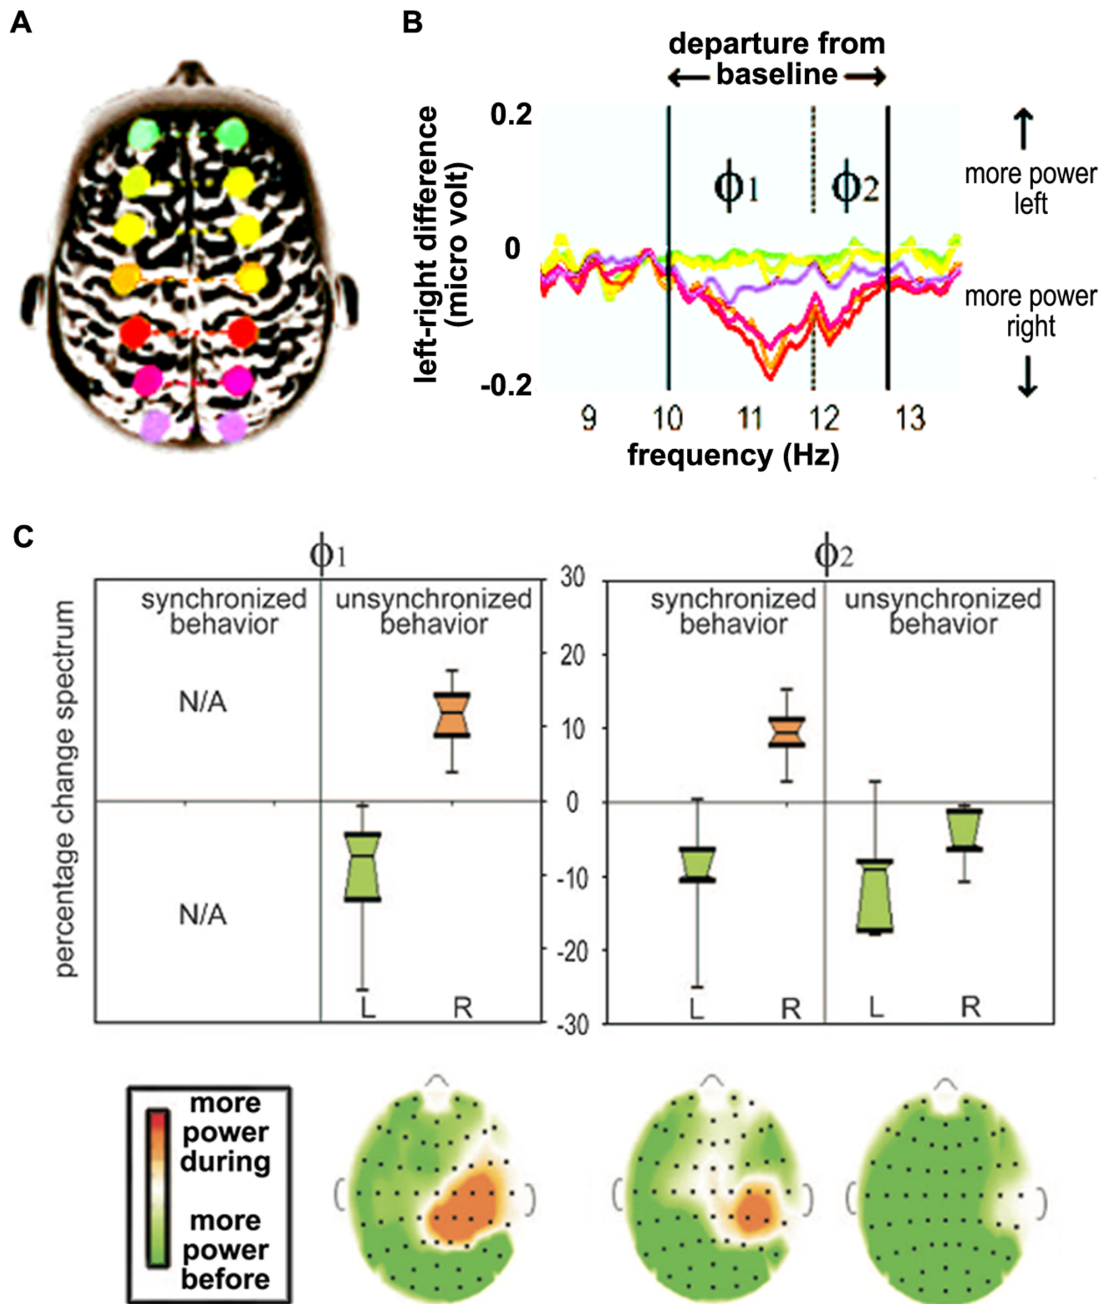 A
B
departure from
baseline
left-right difference
(micro volt)
0.2
0
-0.2
ϕ1
ϕ2
more power
left
more power
right
9 10 11 12 13
frequency (Hz)
C
ϕ1
ϕ2
percentage change spectrum
synchronized
behavior
unsynchronized
behavior
N/A
N/A
L R
30
20
10
0
-10
-20
-30
synchronized
behavior
unsynchronized
behavior
L R L R
more
power
during
more
power
before